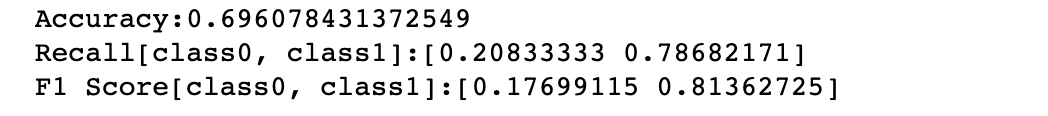 Accuracy:0.696078431372549
Recall[class0, class1]:[0.20833333 0.78682171]
F1 Score[class0, class1]:[0.17699115 0.81362725]